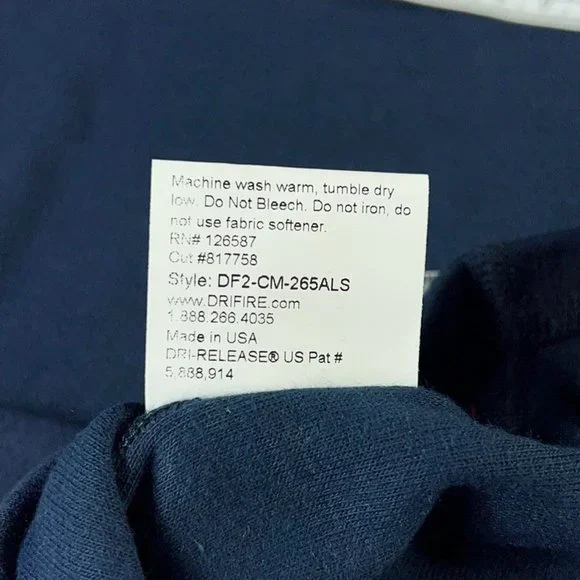 Machine wash warm, tumble dry
low. Do Not Bleech. Do not iron, do
not use fabric softener.
RN# 126587
Cut #817758
Style: DF2-CM-265ALS
www.DRIFIRE.com
1.888.266.4035
Made in USA
DRI-RELEASE® US Pat #
5,888,914